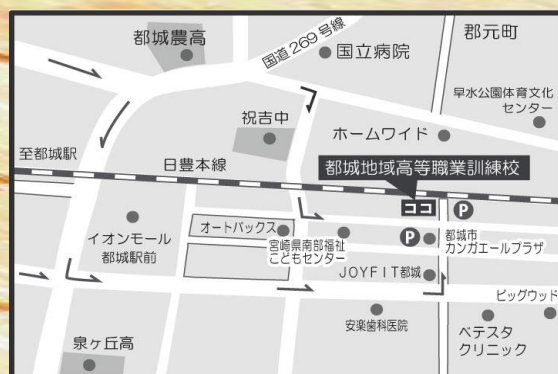 都城農高
国道269号線
国立病院
郡元町
早水公園体育文化
センター
祝吉中
ホームワイド
至都城駅
日豊本線
都城地域高等職業訓練校
ココ
P
オートバックス
イオンモール
都城駅前
宮崎県南部福祉
こどもセンター
P
都城市
カンガエールプラザ
JOYFIT都城
ビッグウッド
安楽歯科医院
ベテスタ
クリニック
泉ヶ丘高